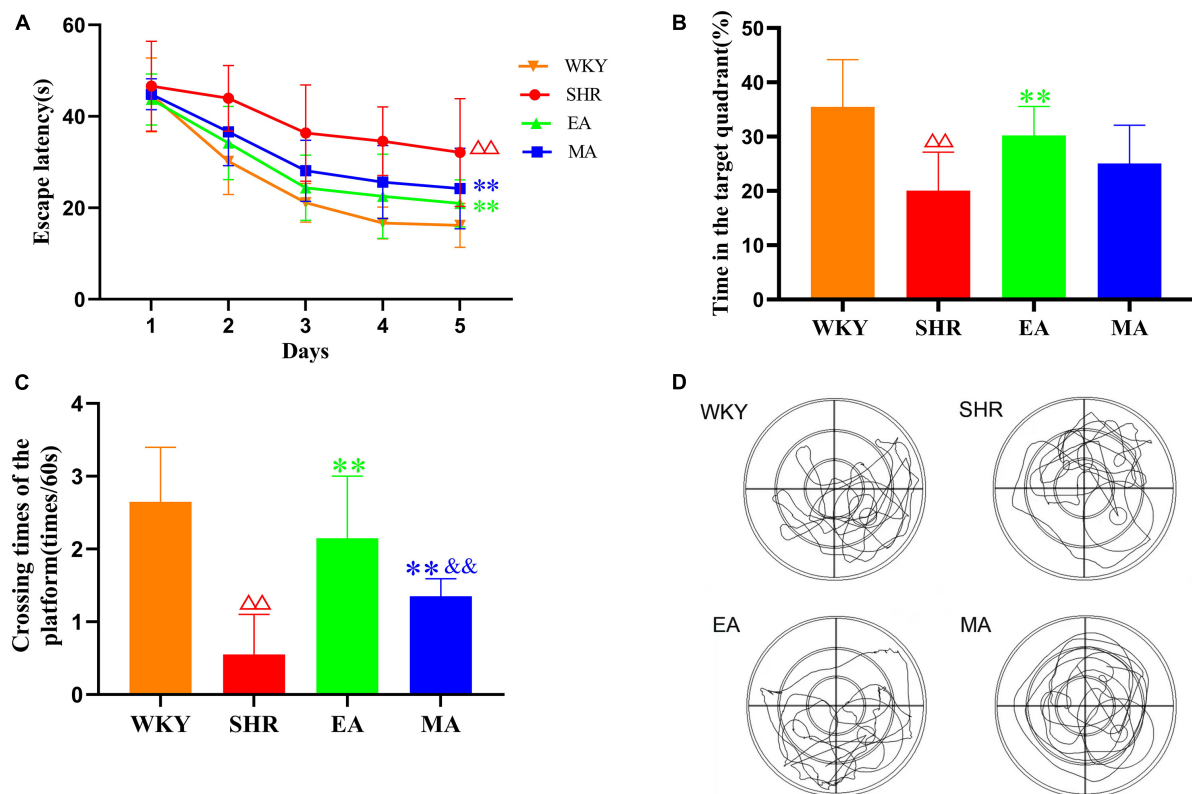 A
Escape latency(s)
60
40
20
0
1 2 3 4 5
Days
WKY
SHR
EA
MA
△△
**
**
B
Time in the target quadrant(%)
50
40
30
20
10
0
△△
**
WKY SHR EA MA
C
Crossing times of the
platform(times/60s)
4
3
2
1
0
△△
**
** &&
WKY SHR EA MA
D
WKY
SHR
EA
MA